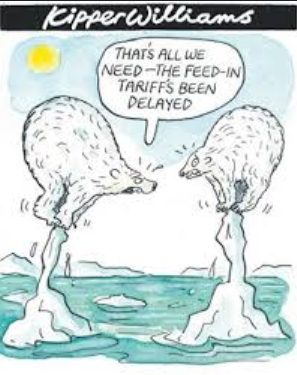 Kipper Williams
THAT'S ALL WE
NEED - THE FEED-IN
TARIFF'S BEEN
DELAYED